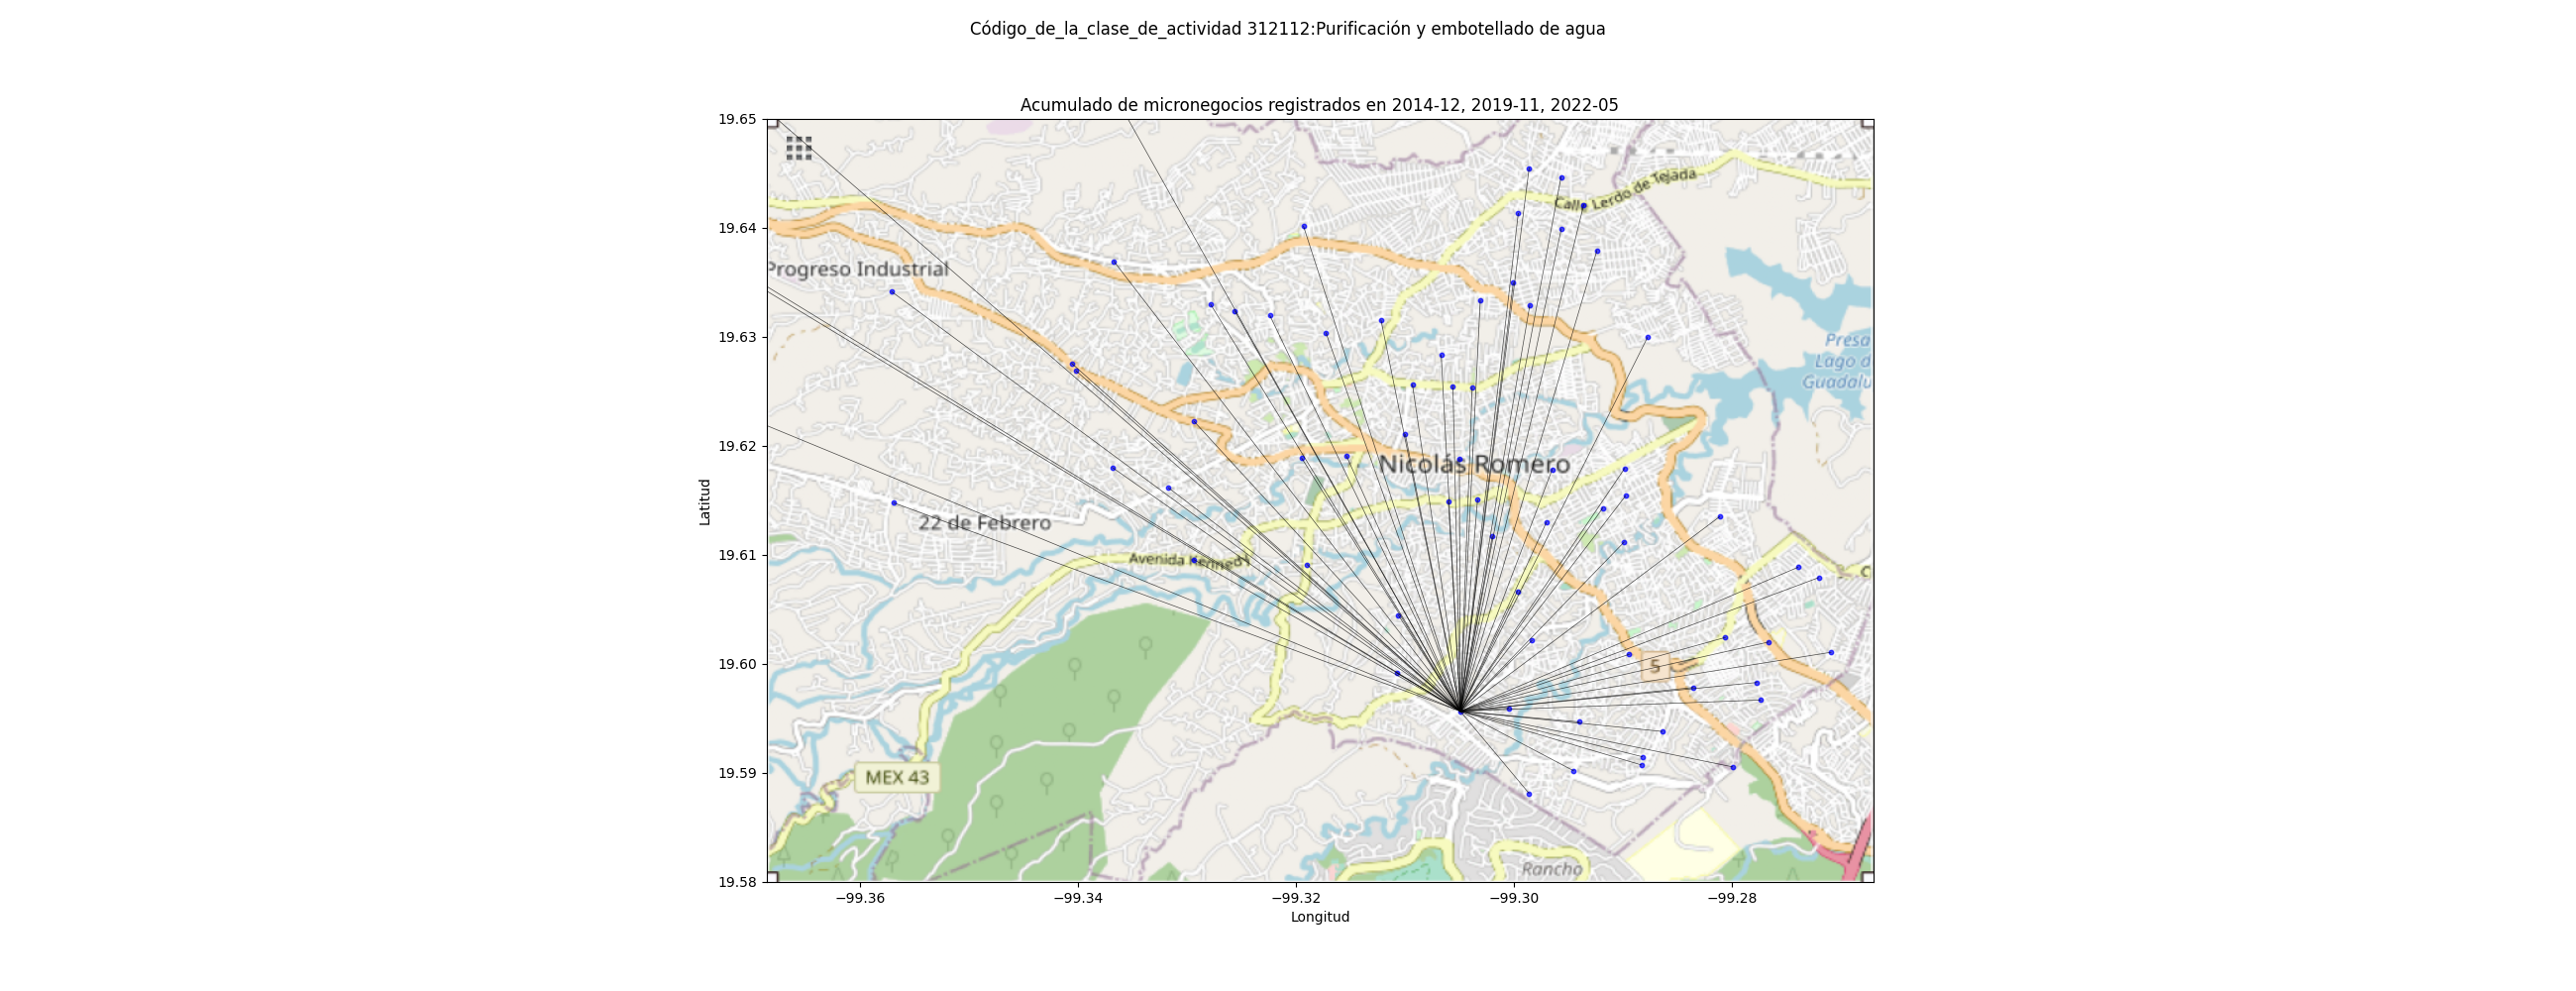 Código_de_la_clase_de_actividad 312112:Purificación y embotellado de agua
Acumulado de micronegocios registrados en 2014-12, 2019-11, 2022-05
19.65
19.64
19.63
19.62
19.61
19.60
19.59
19.58
Latitud
Calle Lerdo de Tejada
Progreso Industrial
Presa
Lago d
Guadalu
Nicolás Romero
22 de Febrero
Avenida Kennedy
C
5
MEX 43
Rancho
−99.36
−99.34
−99.32
−99.30
−99.28
Longitud